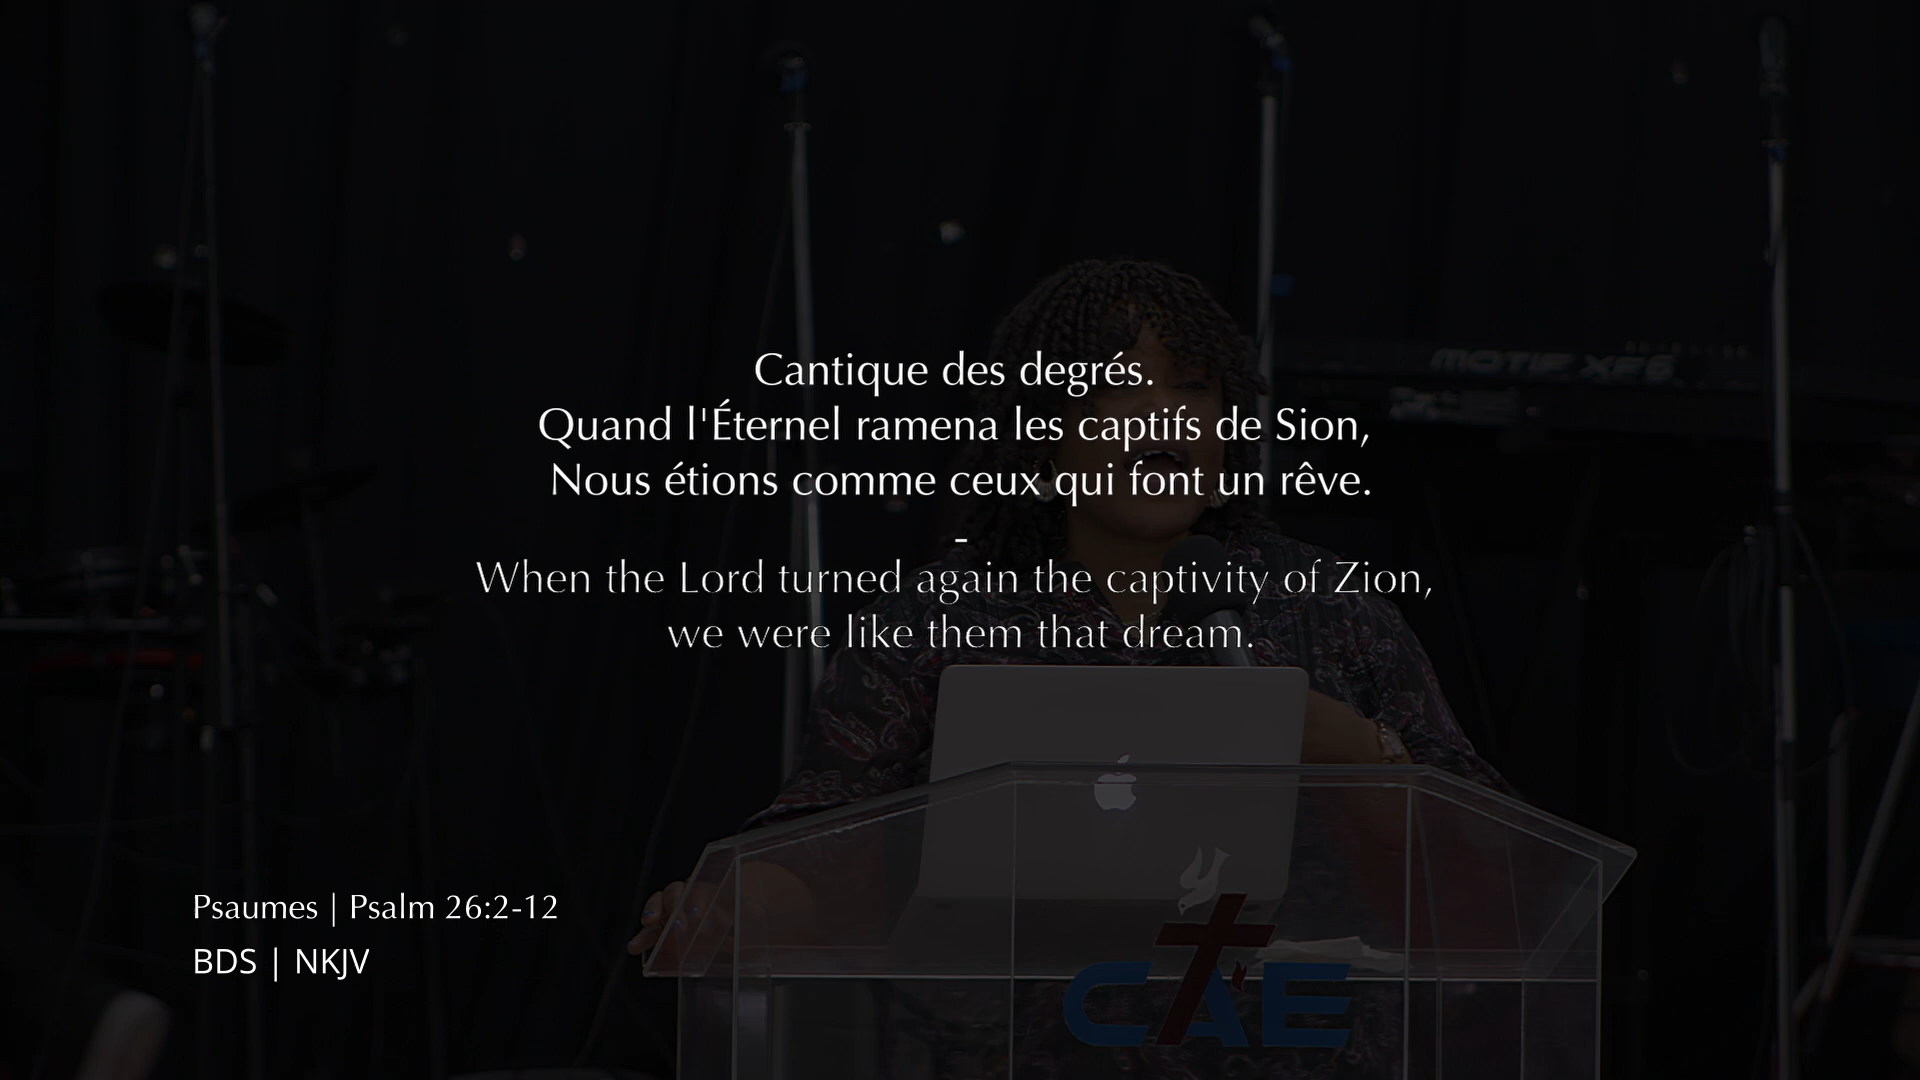 MOTIF XF6
Cantique des degrés.
Quand l'Éternel ramena les captifs de Sion,
Nous étions comme ceux qui font un rêve.
-
When the Lord turned again the captivity of Zion,
we were like them that dream.
Psaumes | Psalm 26:2-12
BDS | NKJV
CAE